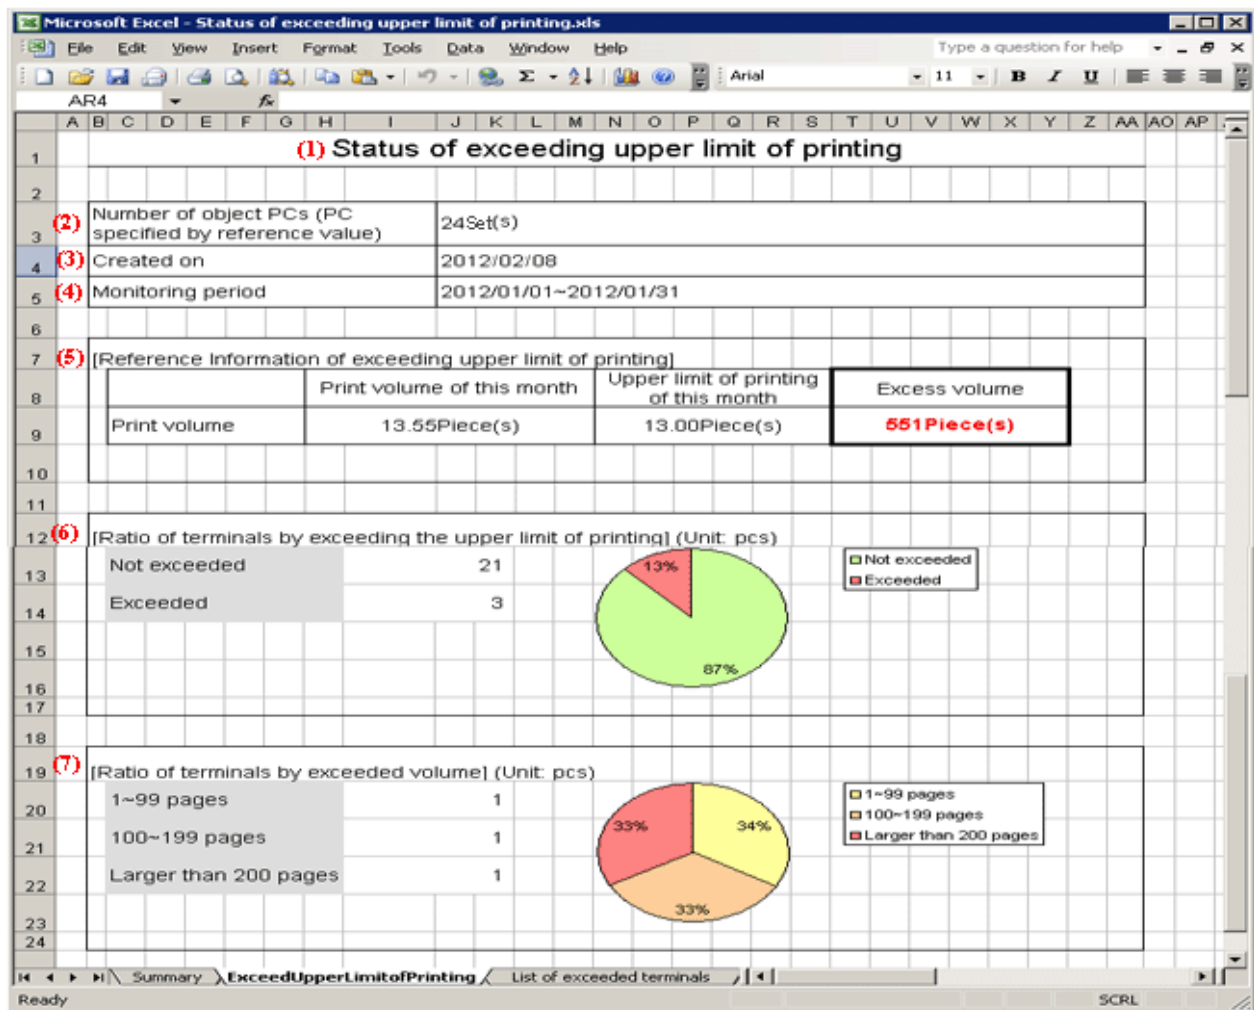 Microsoft Excel - Status of exceeding upper limit of printing.xls
File Edit View Insert Format Tools Data Window Help Type a question for help
Arial 11 B I U
AR4 fx
A B C D E F G H I J K L M N O P Q R S T U V W X Y Z AA AO AP
1 (1) Status of exceeding upper limit of printing
2
3 (2) Number of object PCs (PC specified by reference value) 24Set(s)
4 (3) Created on 2012/02/08
5 (4) Monitoring period 2012/01/01~2012/01/31
6
7 (5) [Reference Information of exceeding upper limit of printing]
8 Print volume of this month Upper limit of printing of this month Excess volume
9 Print volume 13.55Piece(s) 13.00Piece(s) 551Piece(s)
10
11
12 (6) [Ratio of terminals by exceeding the upper limit of printing] (Unit: pcs)
13 Not exceeded 21 13% Not exceeded
Exceeded
14 Exceeded 3
15
87%
16
17
18
19 (7) [Ratio of terminals by exceeded volume] (Unit: pcs)
20 1~99 pages 1 33% 34% 1~99 pages
100~199 pages
21 100~199 pages 1 Larger than 200 pages
22 Larger than 200 pages 1
33%
23
24
Summary ExceedUpperLimitofPrinting List of exceeded terminals
Ready SCRL